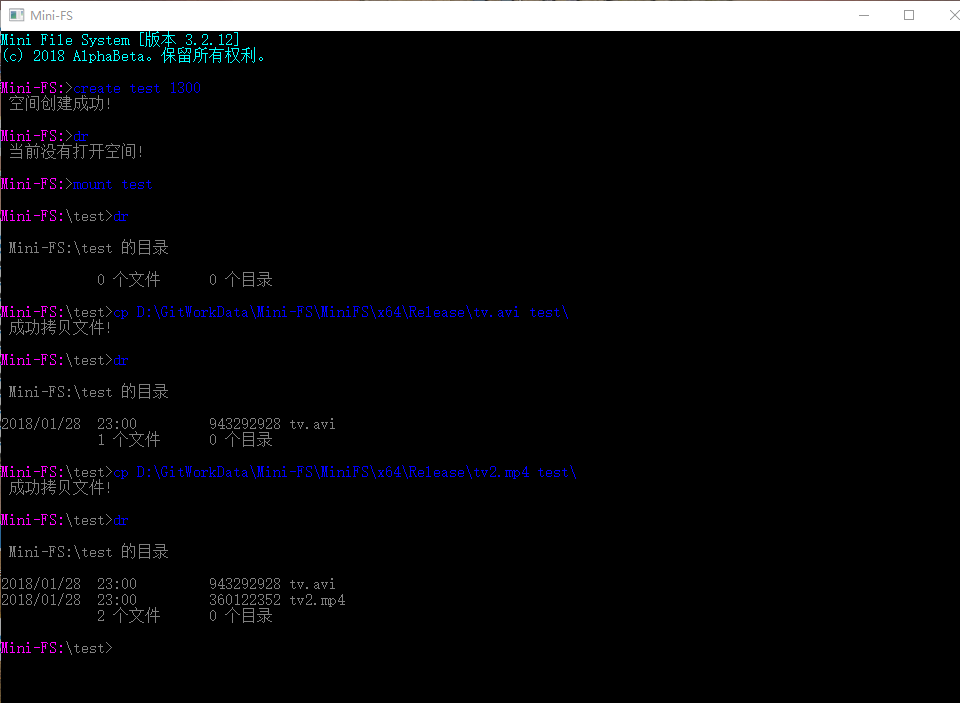 Mini-FS
Mini File System [版本 3.2.12]
(c) 2018 AlphaBeta。保留所有权利。
Mini-FS:>create test 1300
空间创建成功!
Mini-FS:>dr
当前没有打开空间!
Mini-FS:>mount test
Mini-FS:\test>dr
Mini-FS:\test 的目录
0 个文件 0 个目录
Mini-FS:\test>cp D:\GitWorkData\Mini-FS\MiniFS\x64\Release\tv.avi test\
成功拷贝文件!
Mini-FS:\test>dr
Mini-FS:\test 的目录
2018/01/28 23:00 943292928 tv.avi
1 个文件 0 个目录
Mini-FS:\test>cp D:\GitWorkData\Mini-FS\MiniFS\x64\Release\tv2.mp4 test\
成功拷贝文件!
Mini-FS:\test>dr
Mini-FS:\test 的目录
2018/01/28 23:00 943292928 tv.avi
2018/01/28 23:00 360122352 tv2.mp4
2 个文件 0 个目录
Mini-FS:\test>